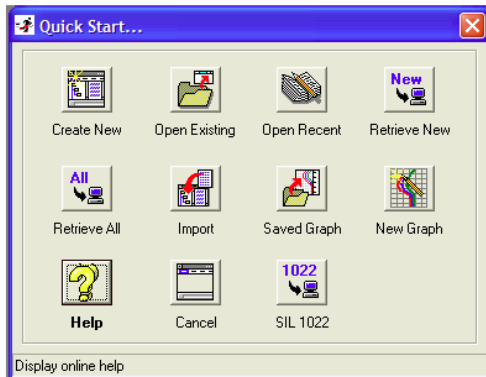 Quick Start...
New
Create New Open Existing Open Recent Retrieve New
All
Retrieve All Import Saved Graph New Graph
1022
Help Cancel SIL 1022
Display online help